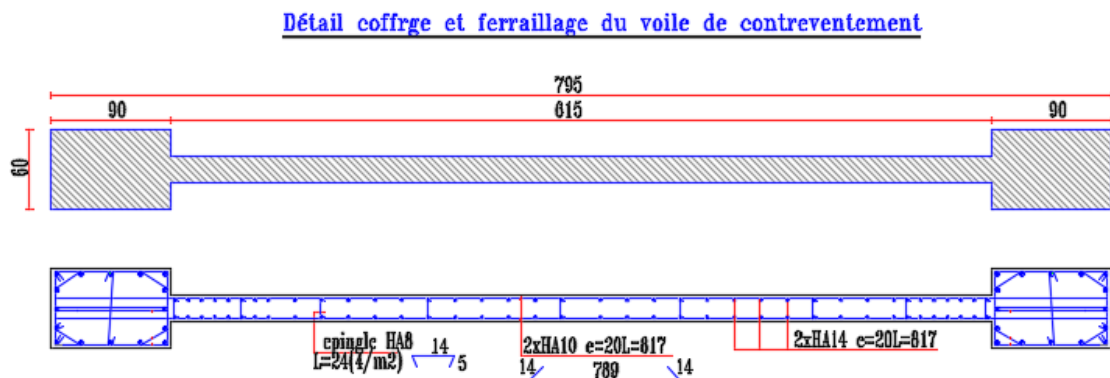 Détail coffrge et ferraillage du voile de contreventement
795
90
615
90
60
epingle HA8
L=24(4/m2)
14
5
2xHA10 e=20L=817
14
789
14
2xHA14 e=20L=817